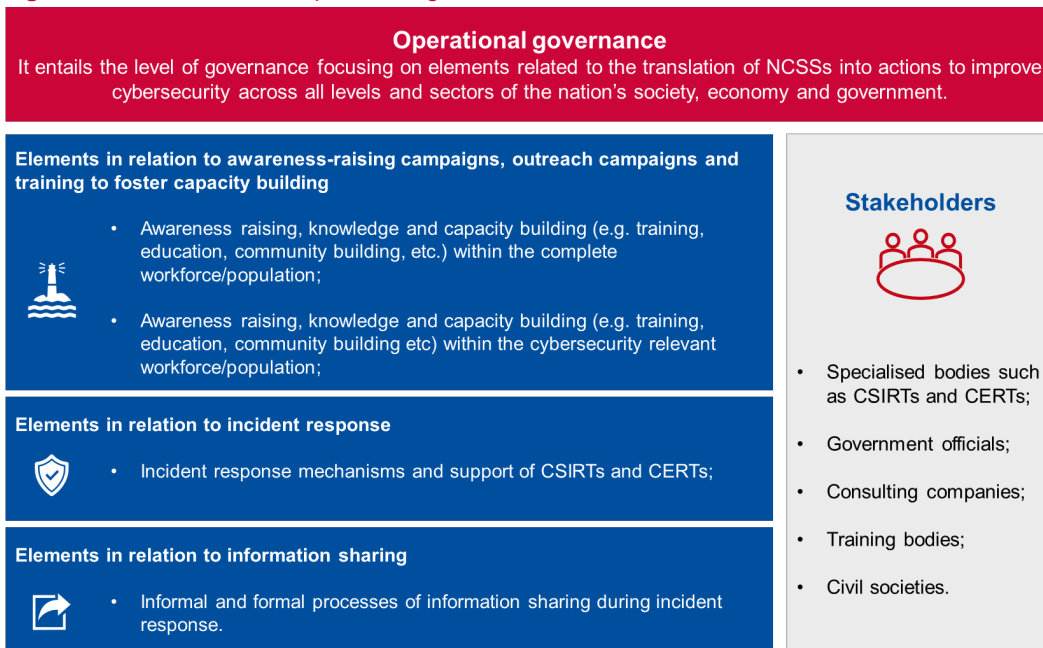 Operational governance
It entails the level of governance focusing on elements related to the translation of NCSSs into actions to improve
cybersecurity across all levels and sectors of the nation's society, economy and government.
Elements in relation to awareness-raising campaigns, outreach campaigns and
training to foster capacity building
• Awareness raising, knowledge and capacity building (e.g. training,
education, community building, etc.) within the complete
workforce/population;
• Awareness raising, knowledge and capacity building (e.g. training,
education, community building etc) within the cybersecurity relevant
workforce/population;
Elements in relation to incident response
• Incident response mechanisms and support of CSIRTs and CERTs;
Elements in relation to information sharing
• Informal and formal processes of information sharing during incident
response.
Stakeholders
• Specialised bodies such
as CSIRTs and CERTs;
• Government officials;
• Consulting companies;
• Training bodies;
• Civil societies.